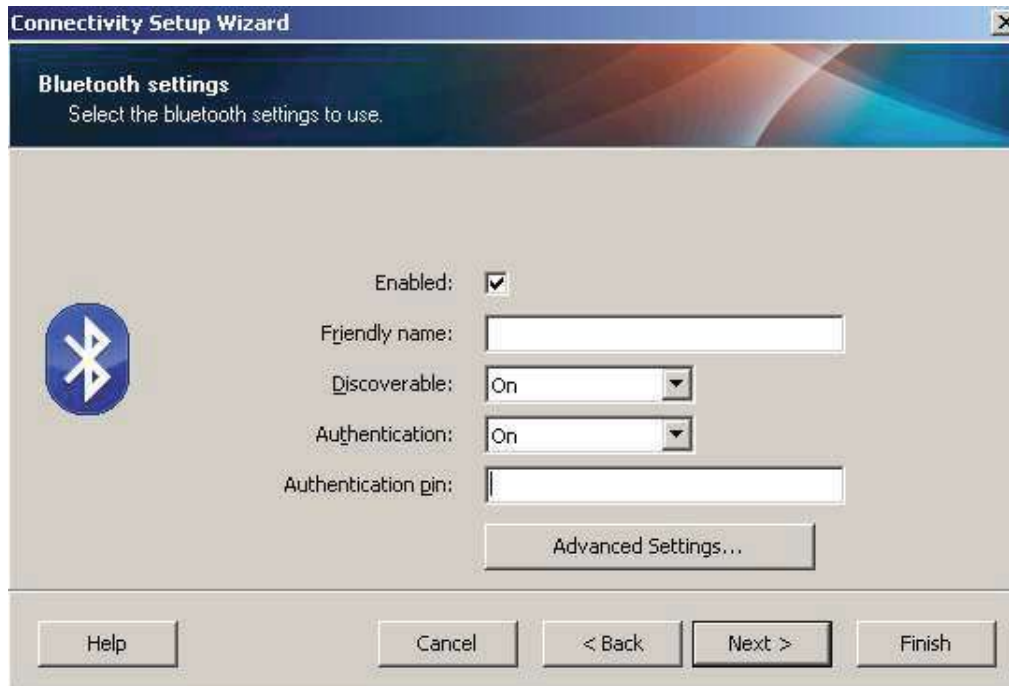 Connectivity Setup Wizard
Bluetooth settings
Select the bluetooth settings to use.
Enabled:
Friendly name:
Discoverable: On
Authentication: On
Authentication pin:
Advanced Settings...
Help Cancel < Back Next > Finish